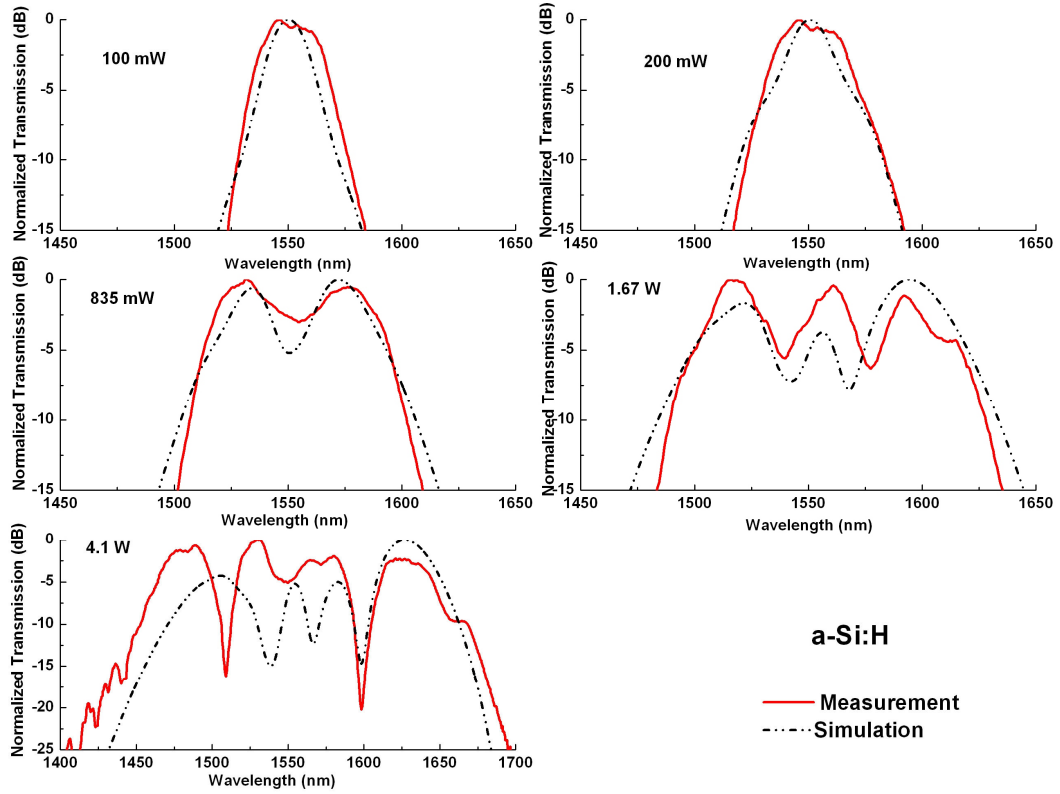 Normalized Transmission (dB)
0
-5
-10
-15
100 mW
1450 1500 1550 1600 1650
Wavelength (nm)
Normalized Transmission (dB)
0
-5
-10
-15
200 mW
1450 1500 1550 1600 1650
Wavelength (nm)
Normalized Transmission (dB)
0
-5
-10
-15
835 mW
1450 1500 1550 1600 1650
Wavelength (nm)
Normalized Transmission (dB)
0
-5
-10
-15
1.67 W
1450 1500 1550 1600 1650
Wavelength (nm)
Normalized Transmission (dB)
0
-5
-10
-15
-20
-25
4.1 W
1400 1450 1500 1550 1600 1650 1700
Wavelength (nm)
a-Si:H
Measurement
Simulation